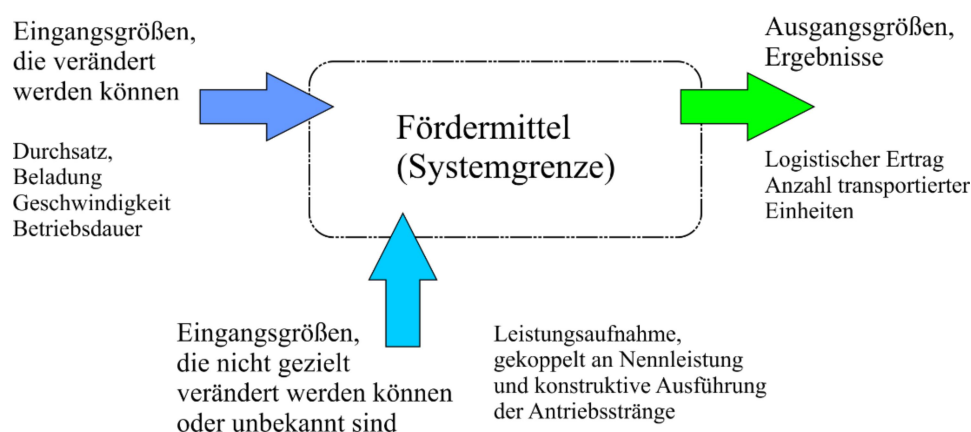 Eingangsgrößen,
die verändert
werden können
Durchsatz,
Beladung
Geschwindigkeit
Betriebsdauer
Fördermittel
(Systemgrenze)
Ausgangsgrößen,
Ergebnisse
Logistischer Ertrag
Anzahl transportierter
Einheiten
Eingangsgrößen,
die nicht gezielt
verändert werden können
oder unbekannt sind
Leistungsaufnahme,
gekoppelt an Nennleistung
und konstruktive Ausführung
der Antriebsstränge